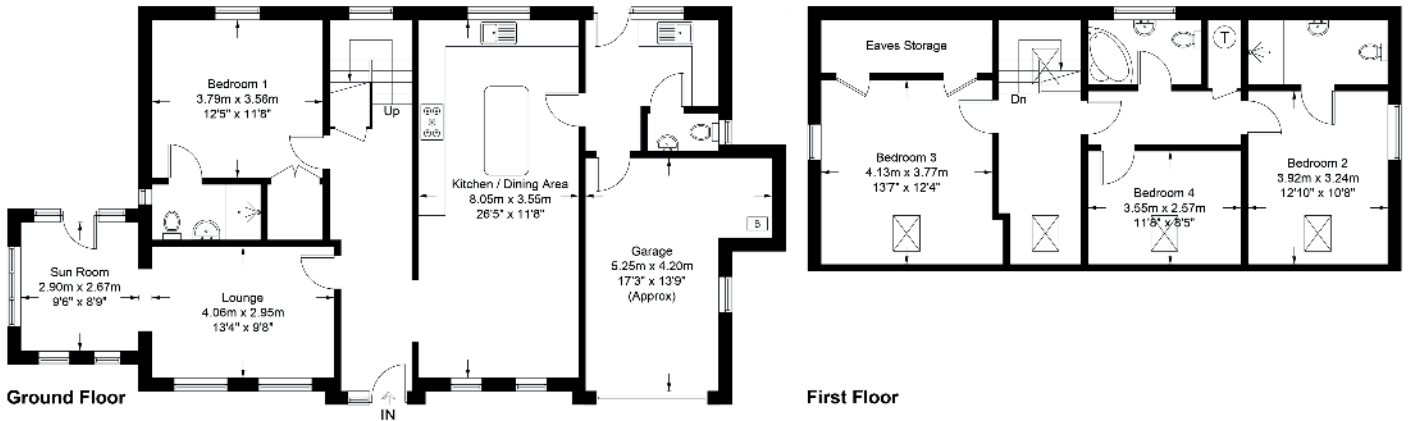 Bedroom 1
3.79m x 3.56m
12'5" x 11'8"
Up
Kitchen / Dining Area
8.05m x 3.55m
26'5" x 11'8"
Sun Room
2.90m x 2.67m
9'6" x 8'9"
Lounge
4.06m x 2.95m
13'4" x 9'8"
Garage
5.25m x 4.20m
17'3" x 13'9"
(Approx)
B
IN
Ground Floor
Eaves Storage
T
Dn
Bedroom 3
4.13m x 3.77m
13'7" x 12'4"
Bedroom 4
3.55m x 2.57m
11'8" x 8'5"
Bedroom 2
3.92m x 3.24m
12'10" x 10'8"
First Floor